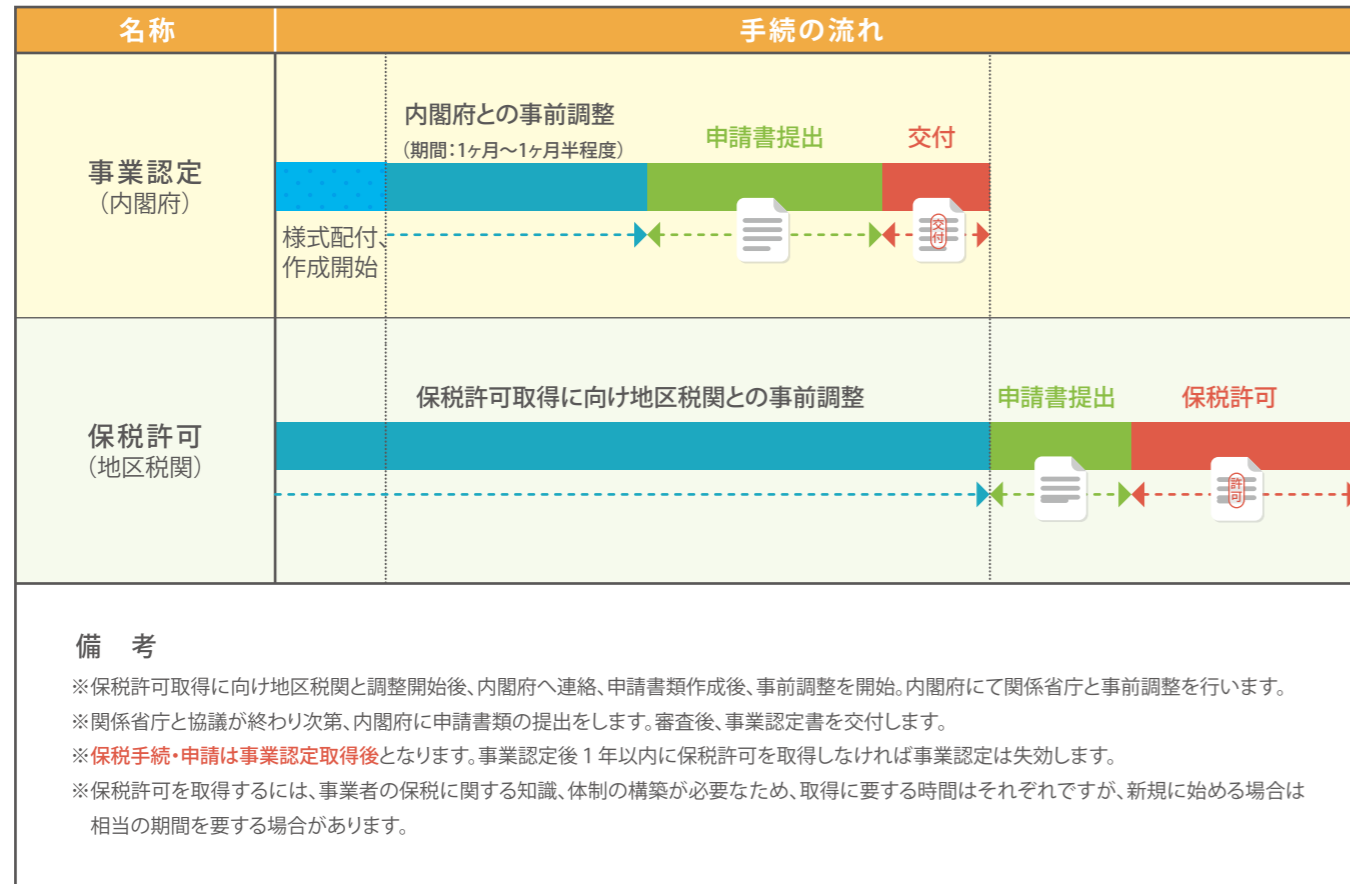 名称
手続の流れ
事業認定
（内閣府）
内閣府との事前調整
（期間：1ヶ月～1ヶ月半程度）
申請書提出
交付
交付
様式配付、
作成開始
保税許可
（地区税関）
保税許可取得に向け地区税関との事前調整
申請書提出
保税許可
許可
備　考
※保税許可取得に向け地区税関と調整開始後、内閣府へ連絡、申請書類作成後、事前調整を開始。内閣府にて関係省庁と事前調整を行います。
※関係省庁と協議が終わり次第、内閣府に申請書類の提出をします。審査後、事業認定書を交付します。
※保税手続・申請は事業認定取得後となります。事業認定後１年以内に保税許可を取得しなければ事業認定は失効します。
※保税許可を取得するには、事業者の保税に関する知識、体制の構築が必要なため、取得に要する時間はそれぞれですが、新規に始める場合は
相当の期間を要する場合があります。